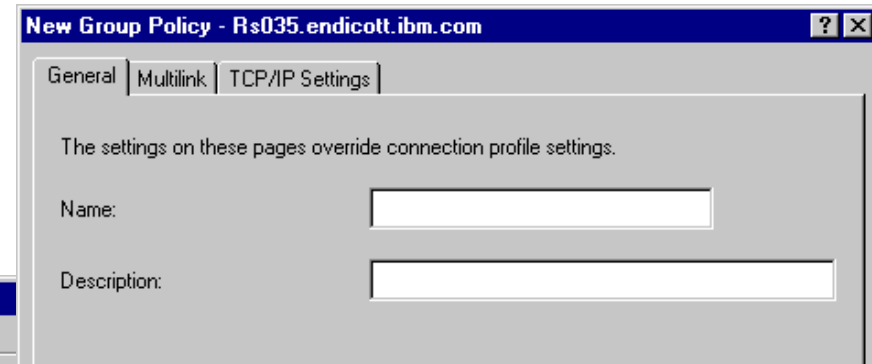 New Group Policy - Rs035.endicott.ibm.com
General Multilink TCP/IP Settings
The settings on these pages override connection profile settings.
Name:
Description: